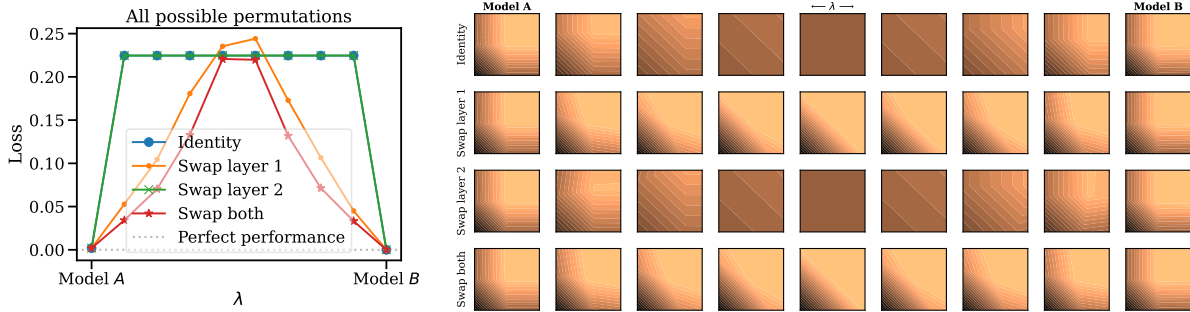 All possible permutations
Loss
0.25
0.20
0.15
0.10
0.05
0.00
Identity
Swap layer 1
Swap layer 2
Swap both
Perfect performance
Model A
Model B
λ
Model A
⟵ λ ⟶
Model B
Identity
Swap layer 1
Swap layer 2
Swap both